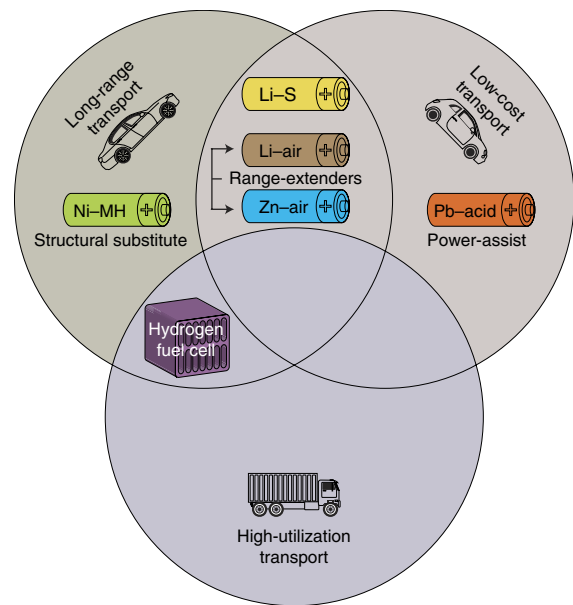 Long-range
transport
Low-cost
transport
Li–S
Li–air
Range-extenders
Zn–air
Ni–MH
Structural substitute
Pb–acid
Power-assist
Hydrogen
fuel cell
High-utilization
transport